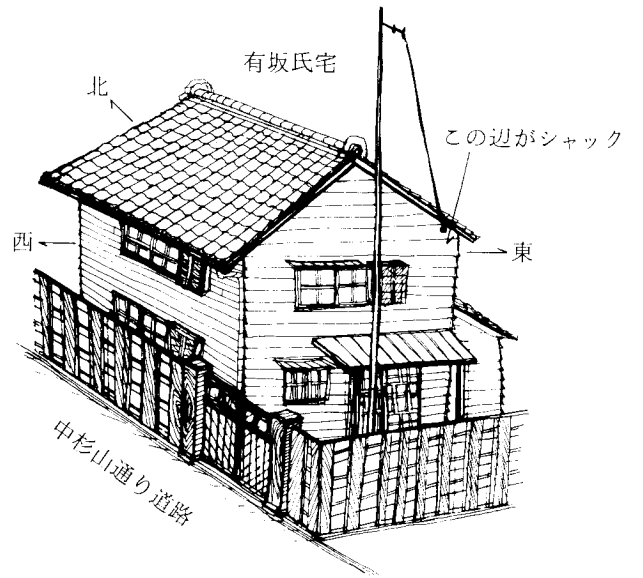 有坂氏宅
北
この辺がシャック
西
東
中杉山通り道路